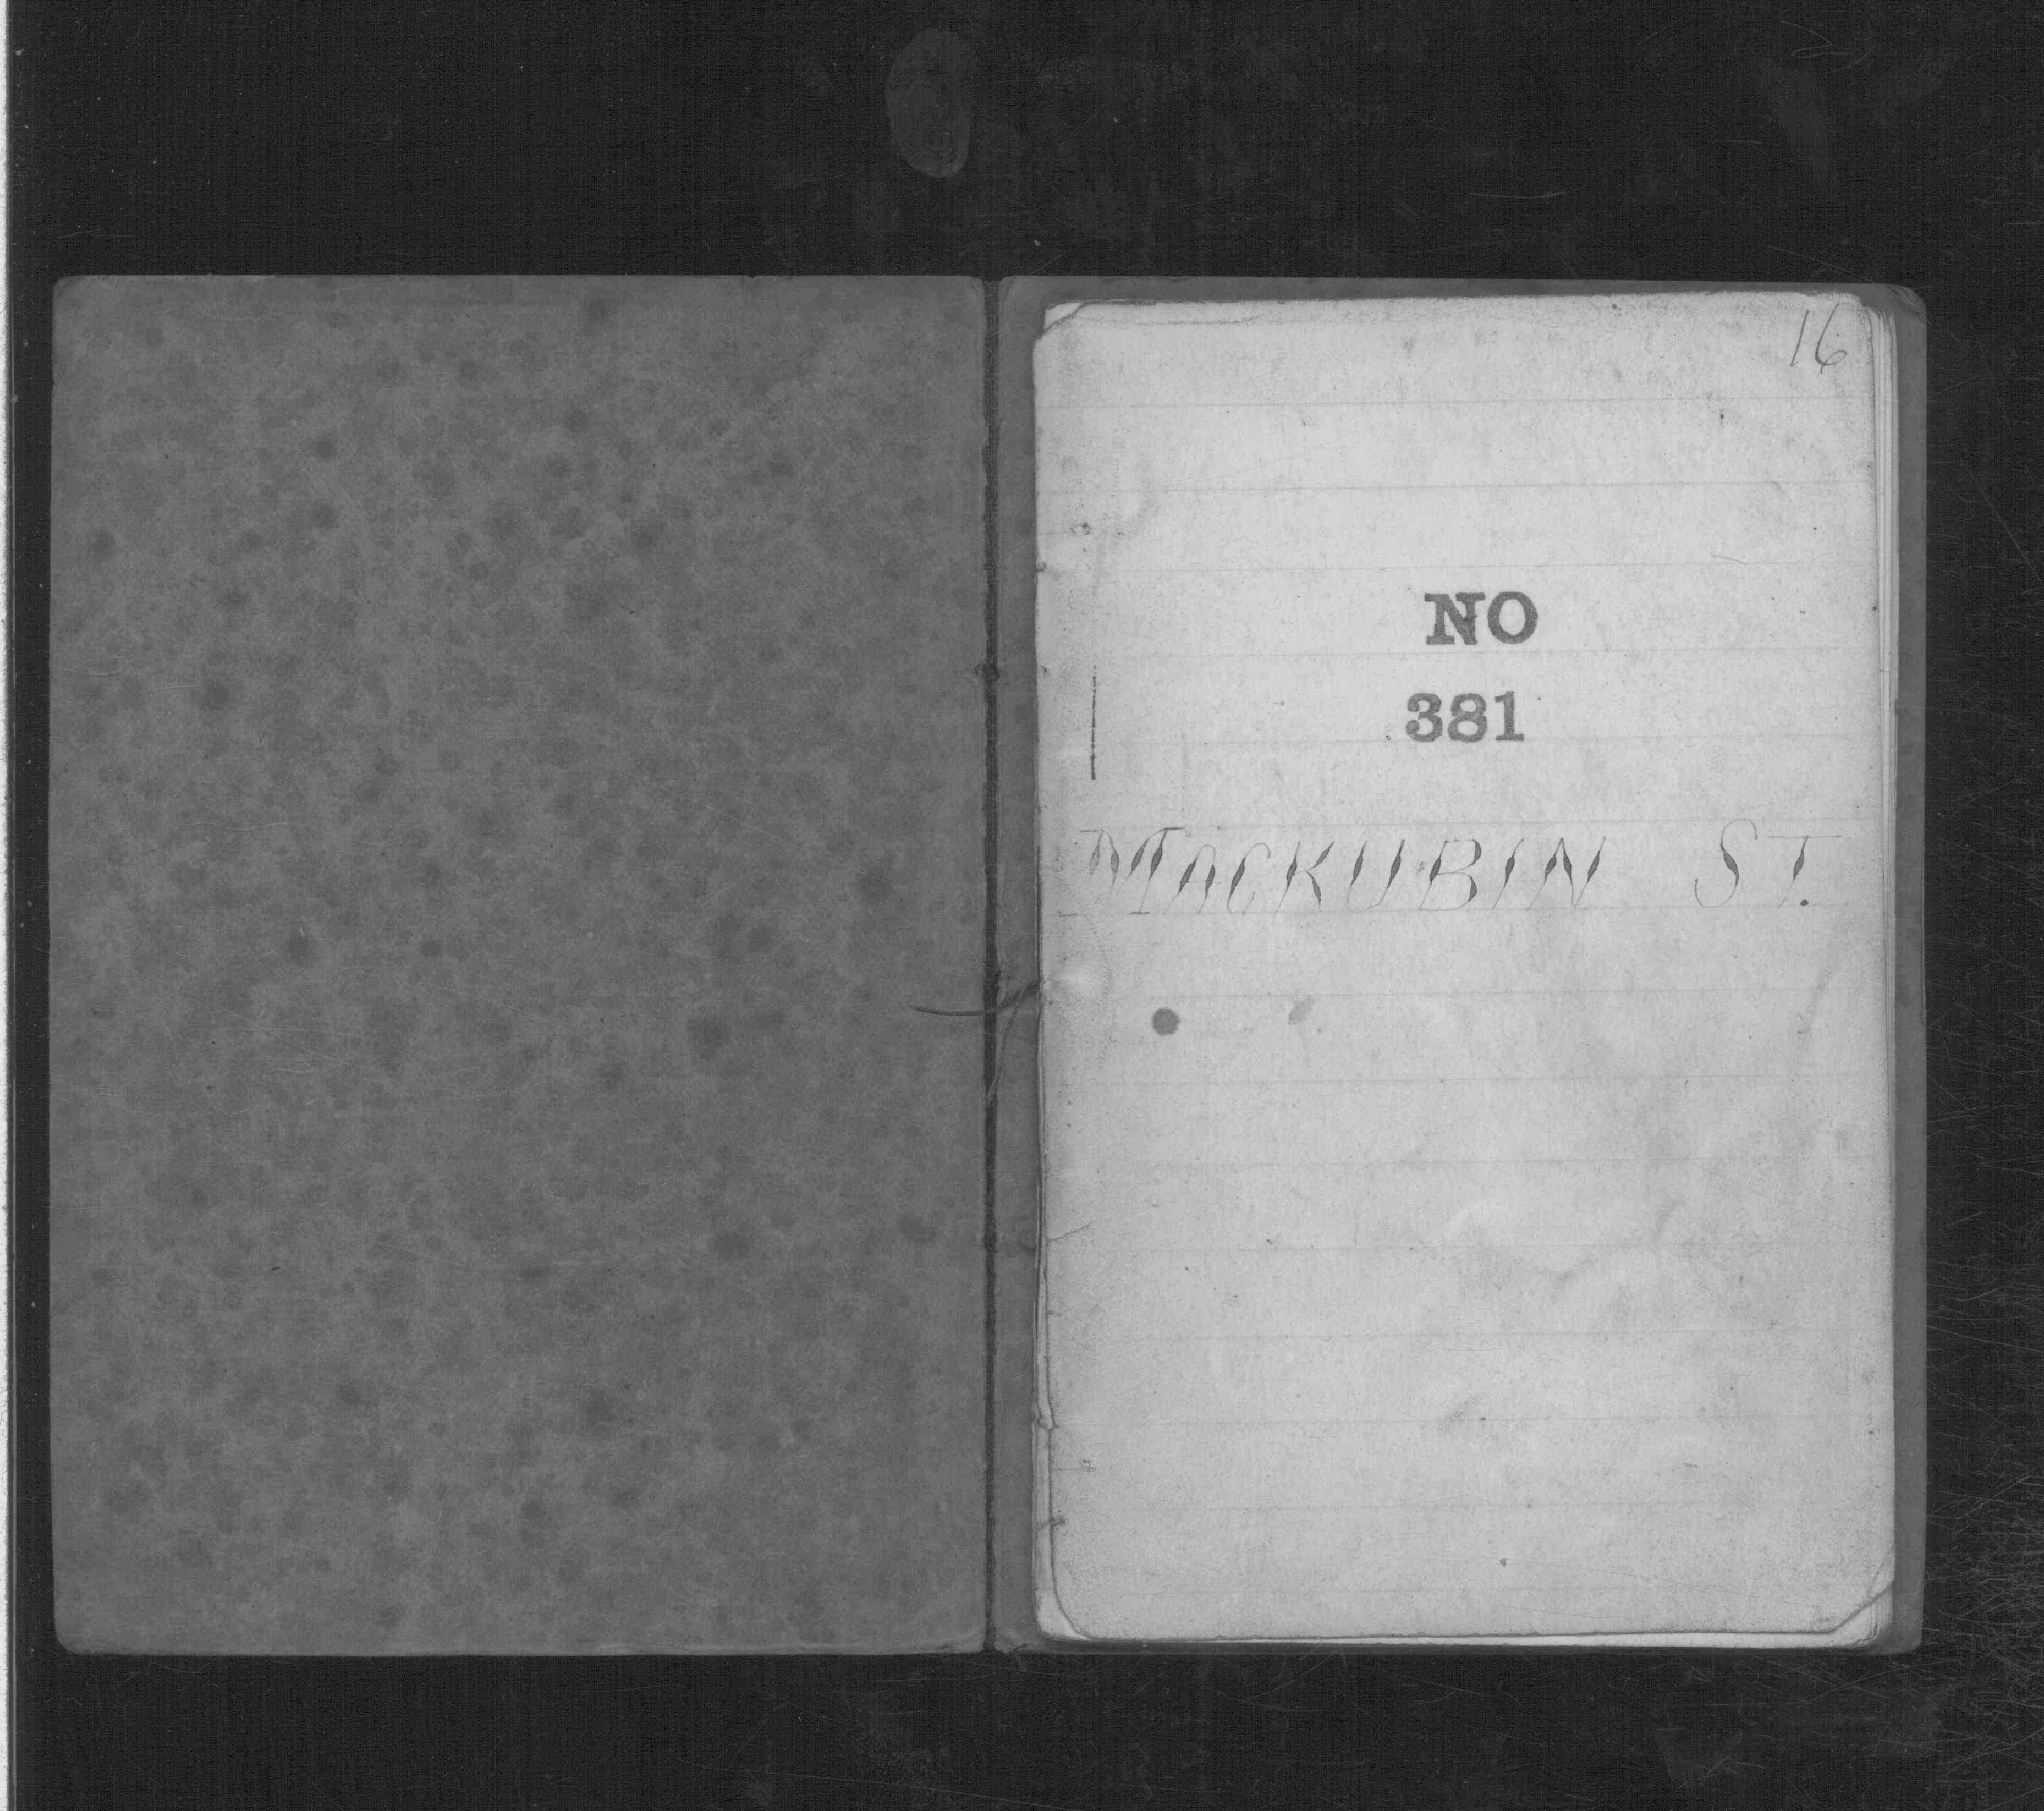 16
NO
381
MACKUBIN ST.